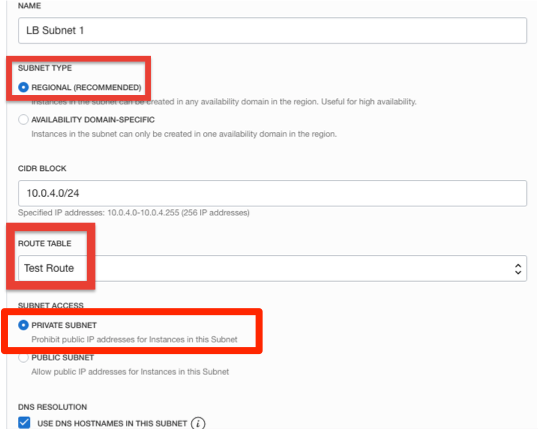 NAME
LB Subnet 1
SUBNET TYPE
REGIONAL (RECOMMENDED)
Instances in the subnet can be created in any availability domain in the region. Useful for high availability.
AVAILABILITY DOMAIN-SPECIFIC
Instances in the subnet can only be created in one availability domain in the region.
CIDR BLOCK
10.0.4.0/24
Specified IP addresses: 10.0.4.0-10.0.4.255 (256 IP addresses)
ROUTE TABLE
Test Route
SUBNET ACCESS
PRIVATE SUBNET
Prohibit public IP addresses for Instances in this Subnet
PUBLIC SUBNET
Allow public IP addresses for Instances in this Subnet
DNS RESOLUTION
USE DNS HOSTNAMES IN THIS SUBNET i